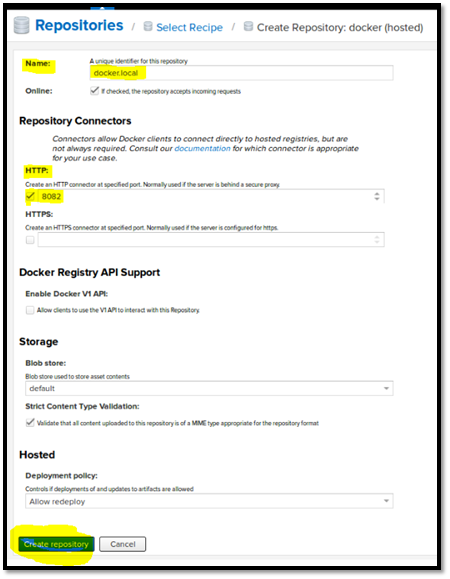 Repositories / Select Recipe / Create Repository: docker (hosted)
Name:
A unique identifier for this repository
docker.local
Online:
If checked, the repository accepts incoming requests
Repository Connectors
Connectors allow Docker clients to connect directly to hosted registries, but are
not always required. Consult our documentation for which connector is appropriate
for your use case.
HTTP:
Create an HTTP connector at specified port. Normally used if the server is behind a secure proxy.
8082
HTTPS:
Create an HTTPS connector at specified port. Normally used if the server is configured for https.
Docker Registry API Support
Enable Docker V1 API:
Allow clients to use the V1 API to interact with this Repository.
Storage
Blob store:
Blob store used to store asset contents
default
Strict Content Type Validation:
Validate that all content uploaded to this repository is of a MIME type appropriate for the repository format
Hosted
Deployment policy:
Controls if deployments of and updates to artifacts are allowed
Allow redeploy
Create repository Cancel